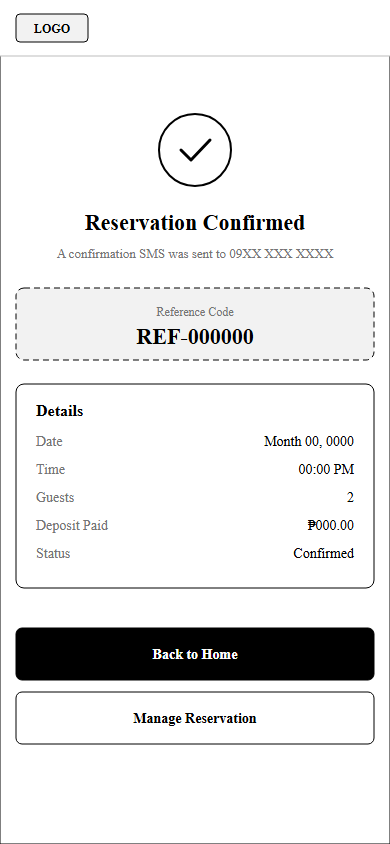 LOGO
Reservation Confirmed
A confirmation SMS was sent to 09XX XXX XXXX
Reference Code
REF-000000
Details
Date Month 00, 0000
Time 00:00 PM
Guests 2
Deposit Paid ₱000.00
Status Confirmed
Back to Home
Manage Reservation